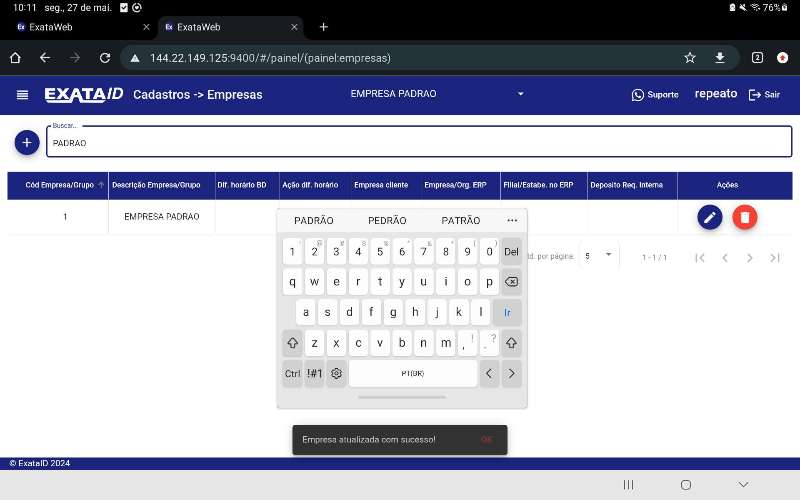 10:11 seg., 27 de mai. 76%
ExataWeb ExataWeb
144.22.149.125:9400/#/painel/(painel:empresas) 2
EXATAID Cadastros -> Empresas EMPRESA PADRAO Suporte repeato Sair
Buscar...
PADRAO
Cód Empresa/Grupo Descrição Empresa/Grupo Dif. horário BD Ação dif. horário Empresa cliente Empresa/Org. ERP Filial/Estabe. no ERP Deposito Req. Interna Ações
1 EMPRESA PADRAO
PADRÃO PEDRÃO PATRÃO ...
td. por página. 5 1 - 1 / 1
1 2 3 4 5 6 7 8 9 0 Del
q w e r t y u i o p
a s d f g h j k l Ir
z x c v b n m , ! . ?
Ctrl !#1 PT(BR) < >
Empresa atualizada com sucesso! OK
© ExataID 2024